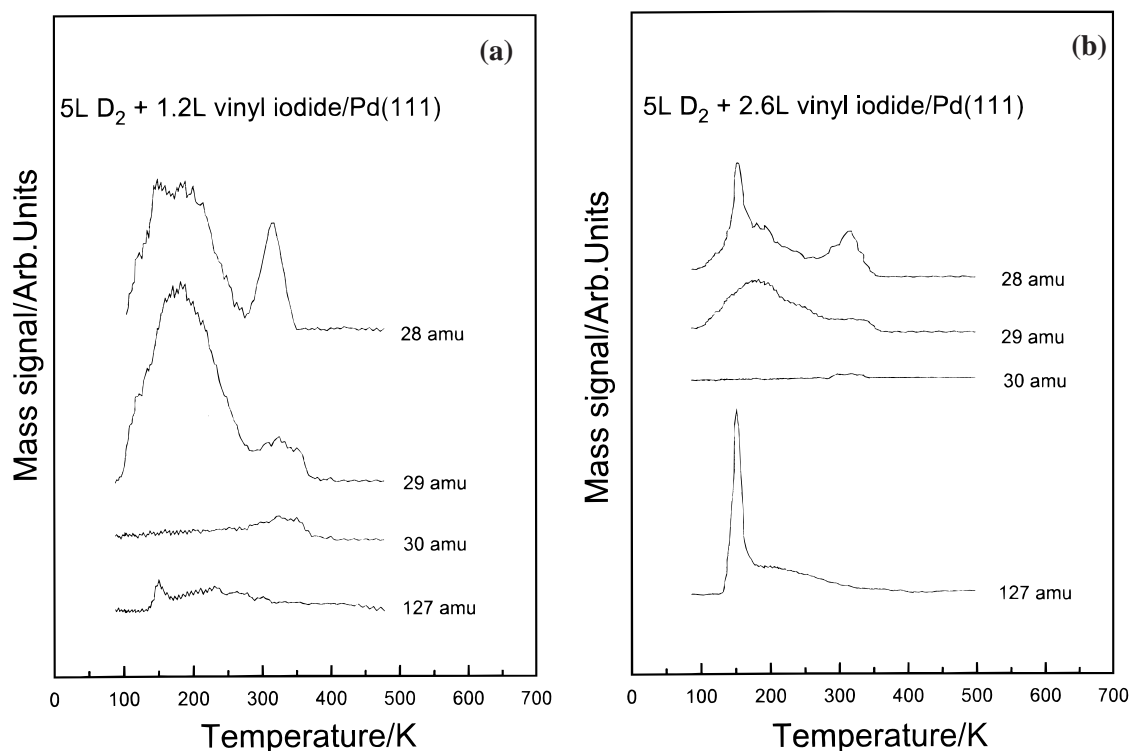 (a)
5L D₂ + 1.2L vinyl iodide/Pd(111)
Mass signal/Arb.Units
28 amu
29 amu
30 amu
127 amu
0 100 200 300 400 500 600 700
Temperature/K
(b)
5L D₂ + 2.6L vinyl iodide/Pd(111)
Mass signal/Arb.Units
28 amu
29 amu
30 amu
127 amu
0 100 200 300 400 500 600 700
Temperature/K